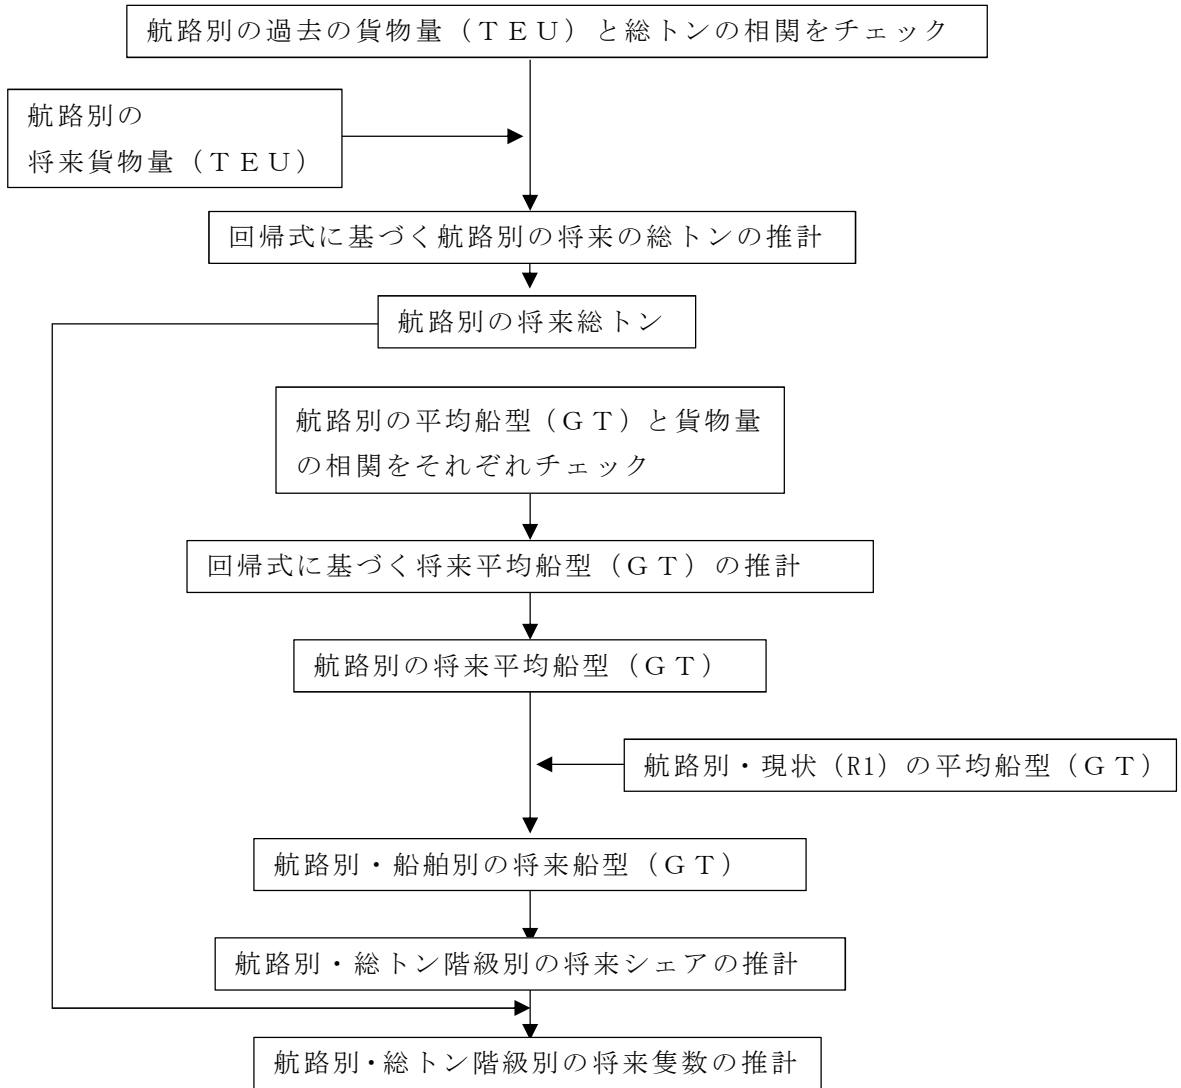 航路別の過去の貨物量（ＴＥＵ）と総トンの相関をチェック
航路別の
将来貨物量（ＴＥＵ）
回帰式に基づく航路別の将来の総トンの推計
航路別の将来総トン
航路別の平均船型（ＧＴ）と貨物量
の相関をそれぞれチェック
回帰式に基づく将来平均船型（ＧＴ）の推計
航路別の将来平均船型（ＧＴ）
航路別・現状（R1）の平均船型（ＧＴ）
航路別・船舶別の将来船型（ＧＴ）
航路別・総トン階級別の将来シェアの推計
航路別・総トン階級別の将来隻数の推計